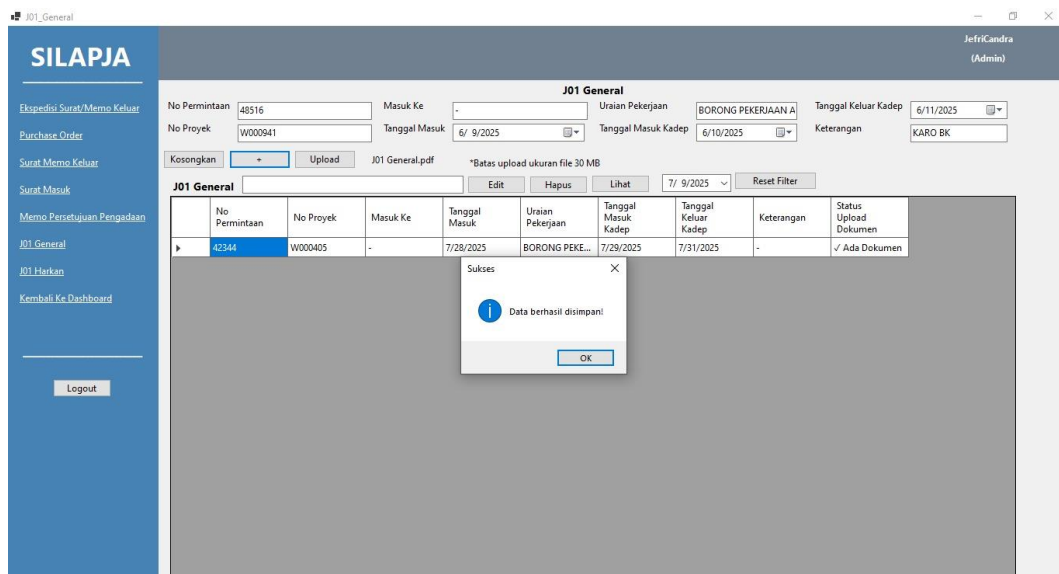 J01_General
SILAPJA
JefriCandra
(Admin)
Ekspedisi Surat/Memo Keluar
Purchase Order
Surat Memo Keluar
Surat Masuk
Memo Persetujuan Pengadaan
J01 General
J01 Harkan
Kembali Ke Dashboard
Logout
J01 General
No Permintaan 48516 Masuk Ke - Uraian Pekerjaan BORONG PEKERJAAN A Tanggal Keluar Kadep 6/11/2025
No Proyek W000941 Tanggal Masuk 6/ 9/2025 Tanggal Masuk Kadep 6/10/2025 Keterangan KARO BK
Kosongkan + Upload J01 General.pdf *Batas upload ukuran file 30 MB
J01 General Edit Hapus Lihat 7/ 9/2025 Reset Filter
No Permintaan No Proyek Masuk Ke Tanggal Masuk Uraian Pekerjaan Tanggal Masuk Kadep Tanggal Keluar Kadep Keterangan Status Upload Dokumen
42344 W000405 - 7/28/2025 BORONG PEKE... 7/29/2025 7/31/2025 - ✓ Ada Dokumen
Sukses
Data berhasil disimpan!
OK